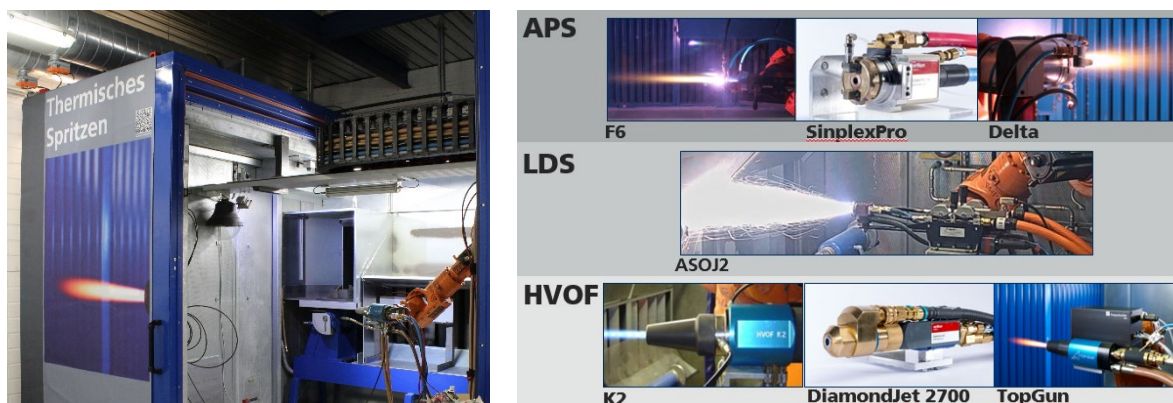 Thermisches
Spritzen
APS
F6
SinplexPro
Delta
LDS
ASOJ2
HVOF
HVOF K2
K2
DiamondJet 2700
TopGun